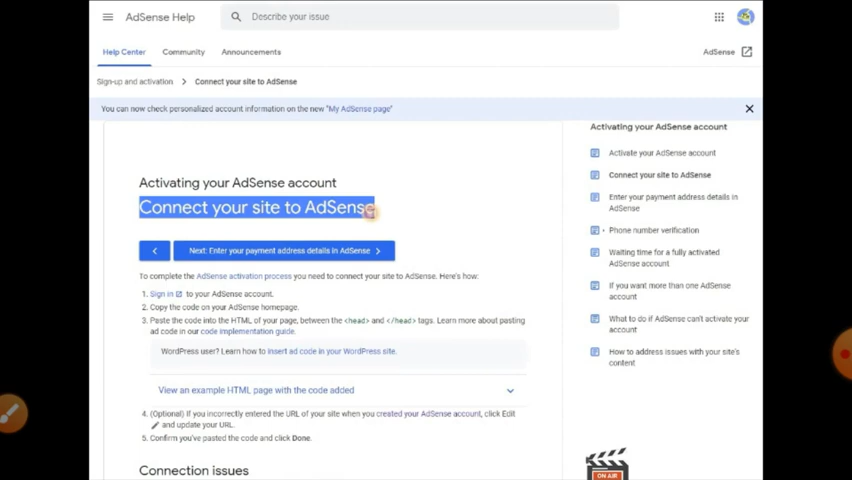 AdSense Help
Describe your issue
Help Center
Community
Announcements
AdSense
Sign-up and activation
Connect your site to AdSense
You can now check personalized account information on the new "My AdSense page"
Activating your AdSense account
Connect your site to AdSense
Next: Enter your payment address details in AdSense
To complete the AdSense activation process you need to connect your site to AdSense. Here's how:
1. Sign in to your AdSense account.
2. Copy the code on your AdSense homepage.
3. Paste the code into the HTML of your page, between the <head> and </head> tags. Learn more about pasting
ad code in our code implementation guide.
WordPress user? Learn how to insert ad code in your WordPress site.
View an example HTML page with the code added
4. (Optional) If you incorrectly entered the URL of your site when you created your AdSense account, click Edit
and update your URL.
5. Confirm you've pasted the code and click Done.
Connection issues
Activating your AdSense account
Activate your AdSense account
Connect your site to AdSense
Enter your payment address details in
AdSense
Phone number verification
Waiting time for a fully activated
AdSense account
If you want more than one AdSense
account
What to do if AdSense can't activate your
account
How to address issues with your site's
content
ON AIR